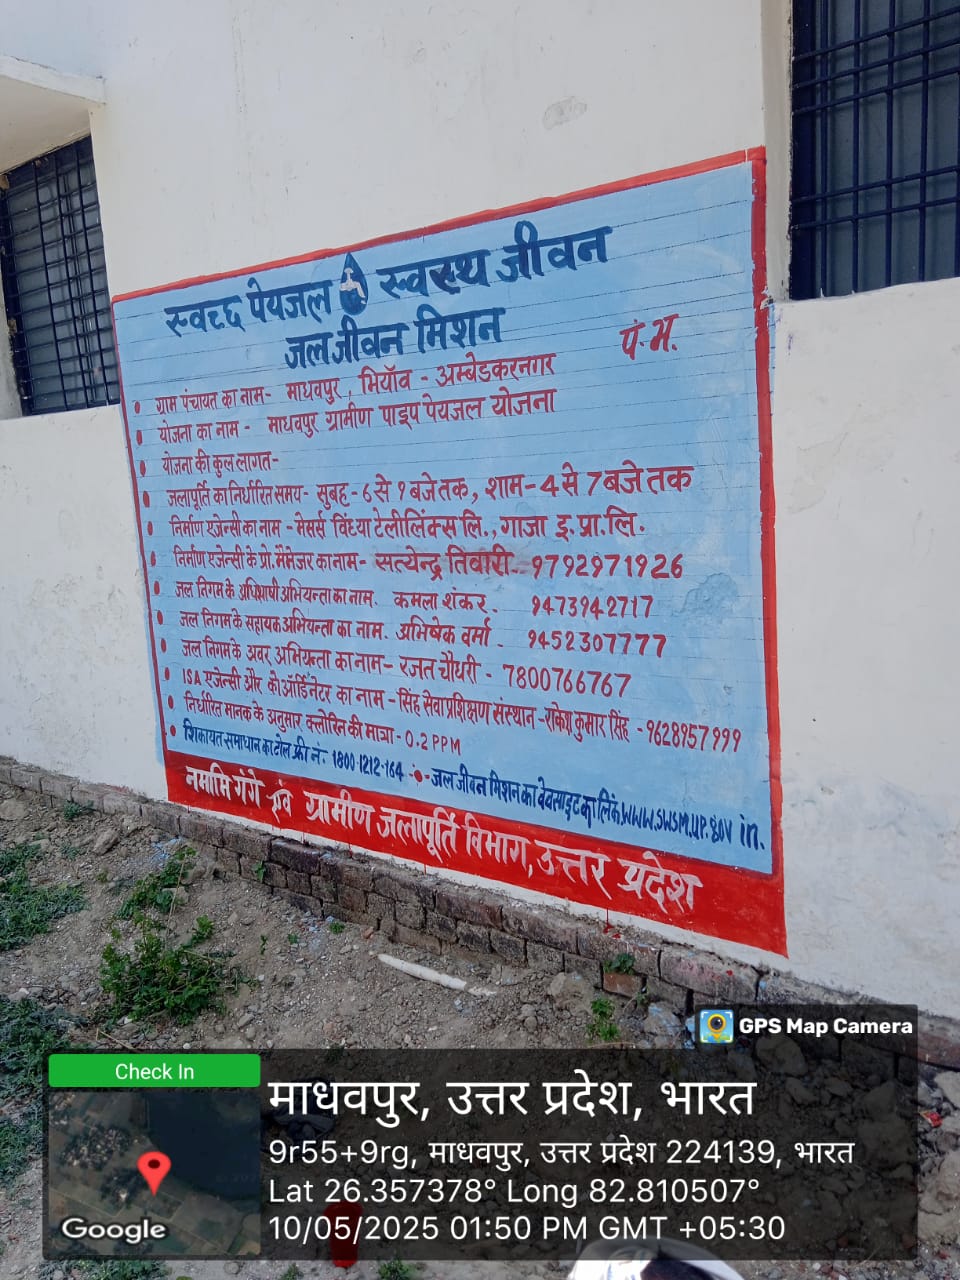 स्वच्छ पेयजल स्वस्थ जीवन
जल जीवन मिशन
पं. भ.
ग्राम पंचायत का नाम- माधवपुर, भियाँव - अम्बेडकरनगर
योजना का नाम - माधवपुर ग्रामीण पाइप पेयजल योजना
योजना की कुल लागत-
जलापूर्ति का निर्धारित समय- सुबह - 6 से 9 बजे तक, शाम - 4 से 7 बजे तक
निर्माण एजेन्सी का नाम - मेसर्स विंध्या टेलीलिंक्स लि., गाजा इ. प्रा. लि.
निर्माण एजेन्सी के प्रो. मैनेजर का नाम- सत्येन्द्र तिवारी - 9792971926
जल निगम के अधिशाषी अभियन्ता का नाम. कमला शंकर. 9473942717
जल निगम के सहायक अभियन्ता का नाम. अभिषेक वर्मा - 9452307777
जल निगम के अवर अभियन्ता का नाम- रजत चौधरी - 7800766767
ISA एजेन्सी और कोऑर्डिनेटर का नाम - सिंह सेवा प्रशिक्षण संस्थान - राकेश कुमार सिंह - 9628957999
निर्धारित मानक के अनुसार क्लोरिन की मात्रा - 0.2 PPM
शिकायत समाधान का टोल फ्री नं. 1800-1212-164 - जल जीवन मिशन का वेबसाइट का लिंक. WWW.SWSM.UP.gov in.
नमामि गंगे एंव ग्रामीण जलापूर्ति विभाग, उत्तर प्रदेश
GPS Map Camera
Check In
माधवपुर, उत्तर प्रदेश, भारत
9r55+9rg, माधवपुर, उत्तर प्रदेश 224139, भारत
Lat 26.357378° Long 82.810507°
10/05/2025 01:50 PM GMT +05:30
Google